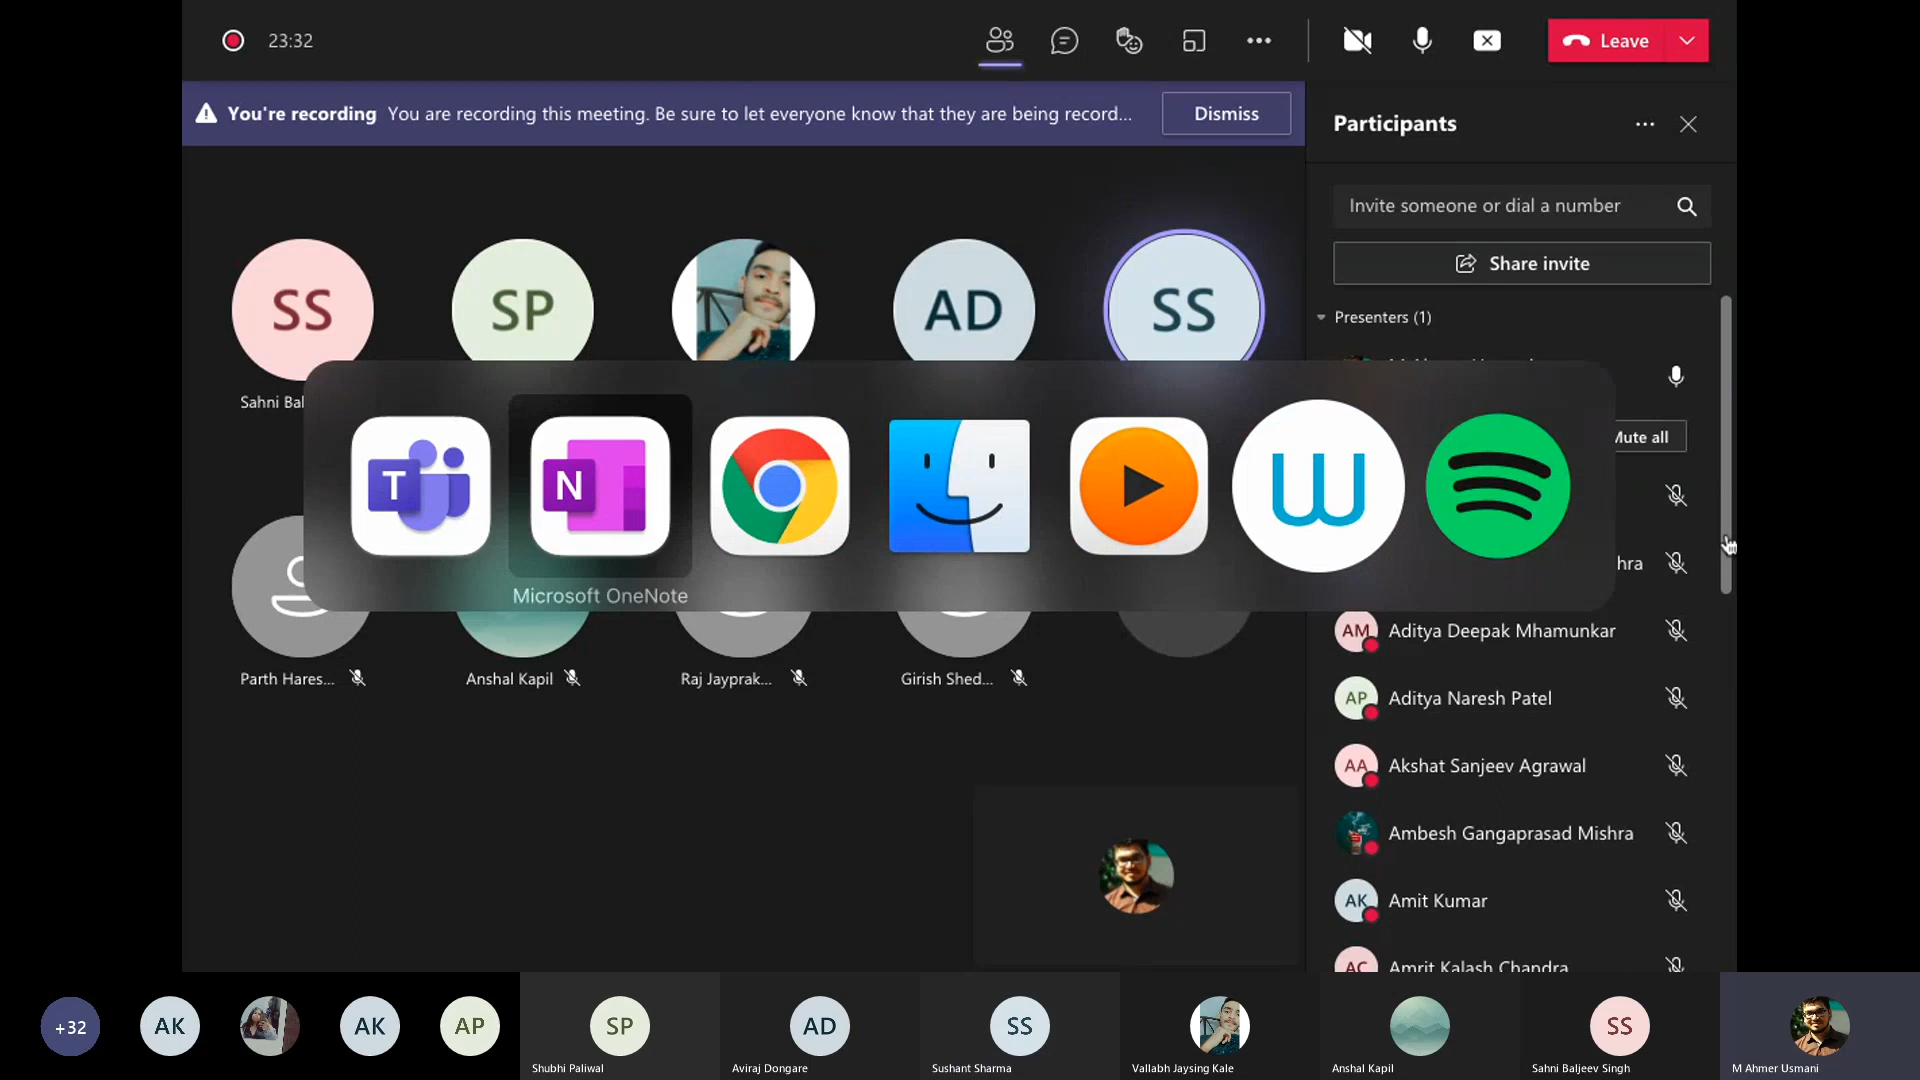 23:32
Leave
You're recording You are recording this meeting. Be sure to let everyone know that they are being record...
Dismiss
Participants
Invite someone or dial a number
Share invite
Presenters (1)
SS
SP
AD
SS
Sahni Bal
Mute all
T
N
W
Microsoft OneNote
hra
Parth Hares...
Anshal Kapil
Raj Jayprak...
Girish Shed...
AM Aditya Deepak Mhamunkar
AP Aditya Naresh Patel
AA Akshat Sanjeev Agrawal
Ambesh Gangaprasad Mishra
AK Amit Kumar
AC Amrit Kalash Chandra
+32
AK
AK
AP
SP
AD
SS
SS
Shubhi Paliwal
Aviraj Dongare
Sushant Sharma
Vallabh Jaysing Kale
Anshal Kapil
Sahni Baljeev Singh
M Ahmer Usmani